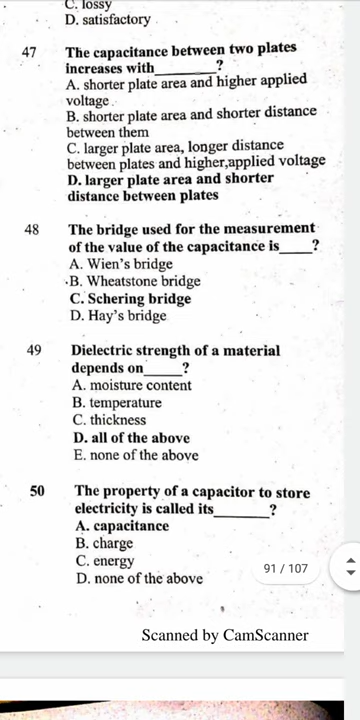 C. lossy
D. satisfactory
47 The capacitance between two plates
increases with_______?
A. shorter plate area and higher applied
voltage.
B. shorter plate area and shorter distance
between them
C. larger plate area, longer distance
between plates and higher,applied voltage
D. larger plate area and shorter
distance between plates
48 The bridge used for the measurement
of the value of the capacitance is____?
A. Wien's bridge
B. Wheatstone bridge
C. Schering bridge
D. Hay's bridge
49 Dielectric strength of a material
depends on_____?
A. moisture content
B. temperature
C. thickness
D. all of the above
E. none of the above
50 The property of a capacitor to store
electricity is called its_______?
A. capacitance
B. charge
C. energy
D. none of the above
91 / 107
Scanned by CamScanner